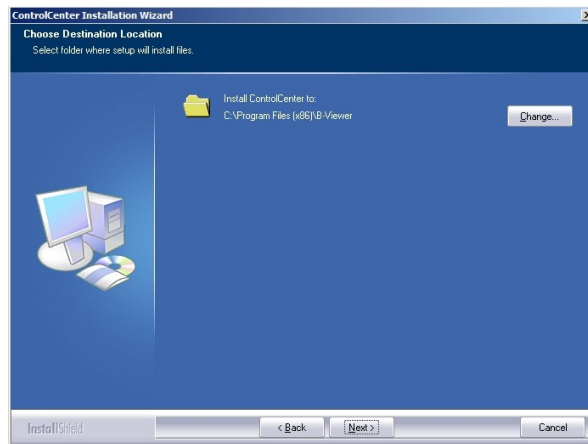 ControlCenter Installation Wizard
Choose Destination Location
Select folder where setup will install files.
Install ControlCenter to:
C:\Program Files (x86)\B-Viewer
Change...
InstallShield
< Back
Next >
Cancel